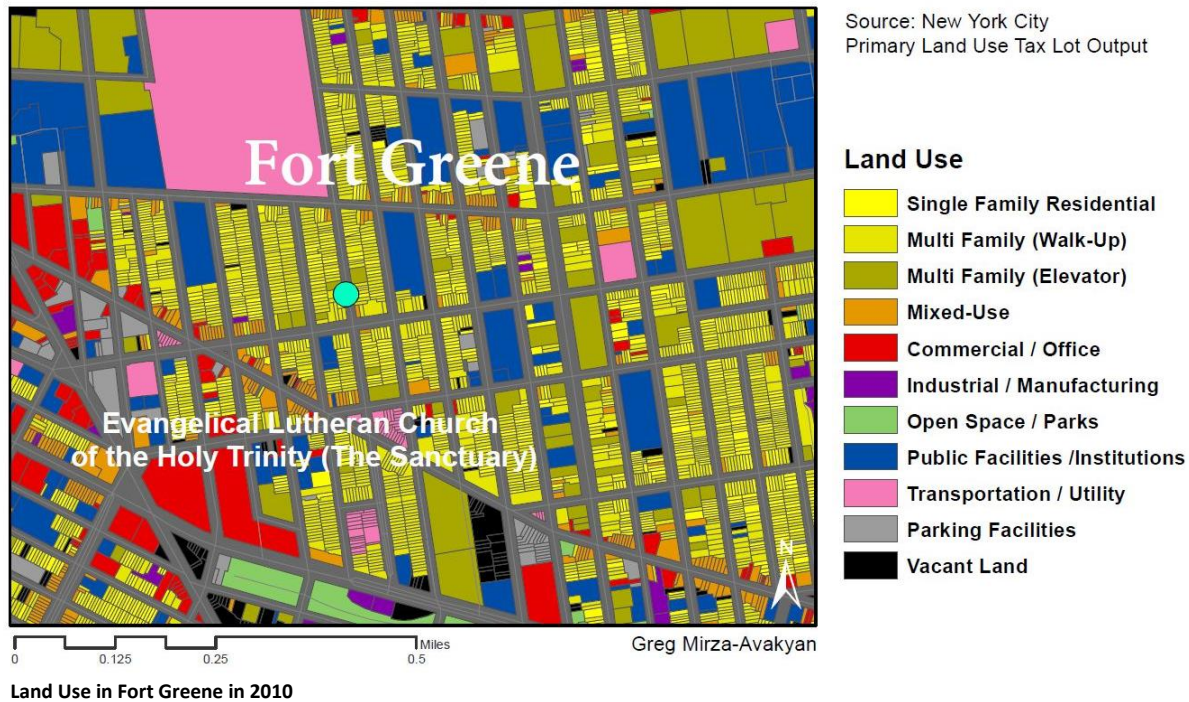 Source: New York City
Primary Land Use Tax Lot Output
Fort Greene
Evangelical Lutheran Church
of the Holy Trinity (The Sanctuary)
N
Land Use
Single Family Residential
Multi Family (Walk-Up)
Multi Family (Elevator)
Mixed-Use
Commercial / Office
Industrial / Manufacturing
Open Space / Parks
Public Facilities /Institutions
Transportation / Utility
Parking Facilities
Vacant Land
Miles
0 0.125 0.25 0.5
Greg Mirza-Avakyan
Land Use in Fort Greene in 2010